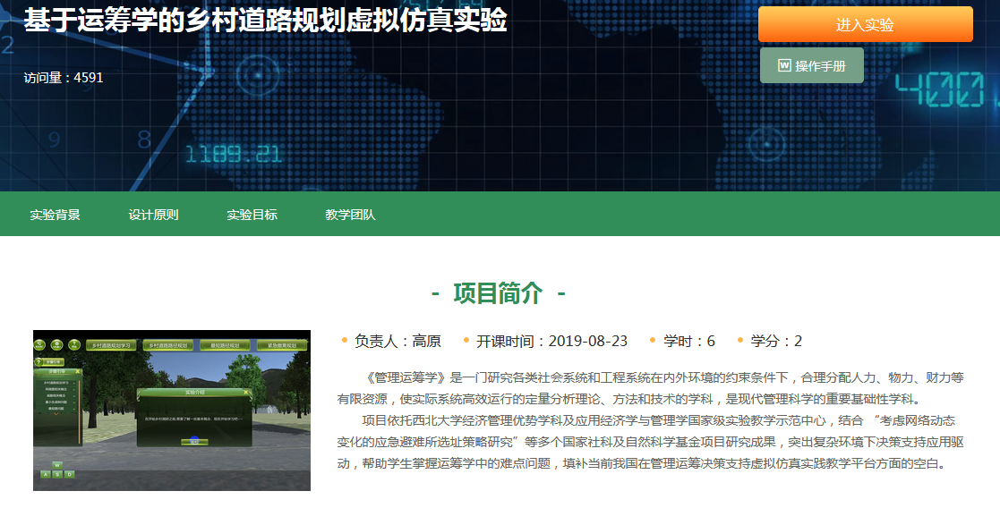 基于运筹学的乡村道路规划虚拟仿真实验
进入实验
访问量：4591
操作手册
400
2
9
8
1189.21
实验背景
设计原则
实验目标
教学团队
- 项目简介 -
负责人：高原
开课时间：2019-08-23
学时：6
学分：2
《管理运筹学》是一门研究各类社会系统和工程系统在内外环境的约束条件下，合理分配人力、物力、财力等
有限资源，使实际系统高效运行的定量分析理论、方法和技术的学科，是现代管理科学的重要基础性学科。
项目依托西北大学经济管理优势学科及应用经济学与管理学国家级实验教学示范中心，结合 “考虑网络动态
变化的应急避难所选址策略研究”等多个国家社科及自然科学基金项目研究成果，突出复杂环境下决策支持应用驱
动，帮助学生掌握运筹学中的难点问题，填补当前我国在管理运筹决策支持虚拟仿真实践教学平台方面的空白。
乡村道路规划学习
乡村道路路径规划
最短路径规划
紧急撤离规划
实验介绍
W
A
S
D